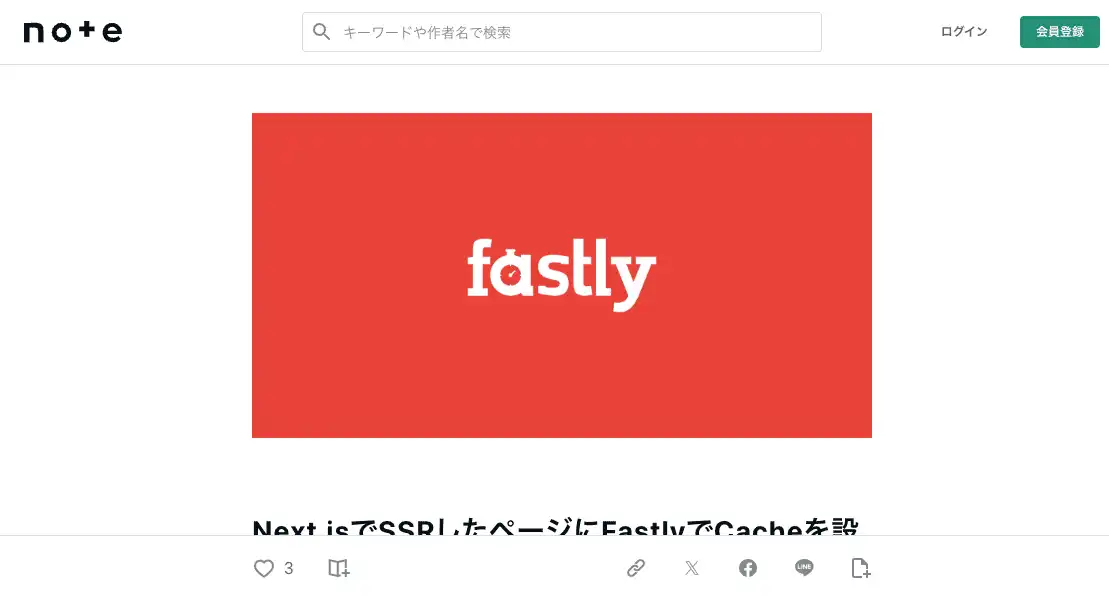 note
キーワードや作者名で検索
ログイン
会員登録
fastly
Next.jsでSSRしたページにFastlyでCacheを設
3
LINE